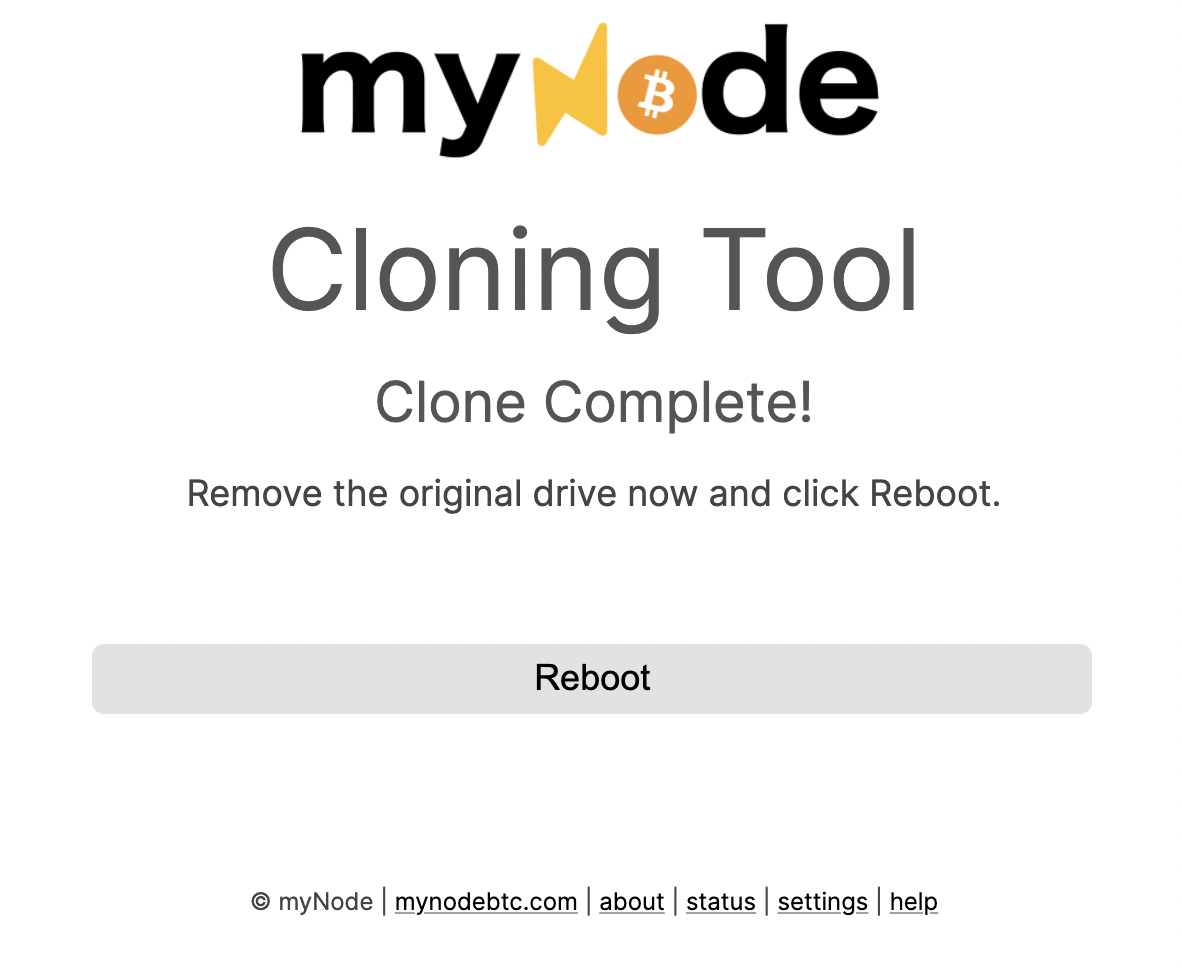 myNode
Cloning Tool
Clone Complete!
Remove the original drive now and click Reboot.
Reboot
© myNode | mynodebtc.com | about | status | settings | help